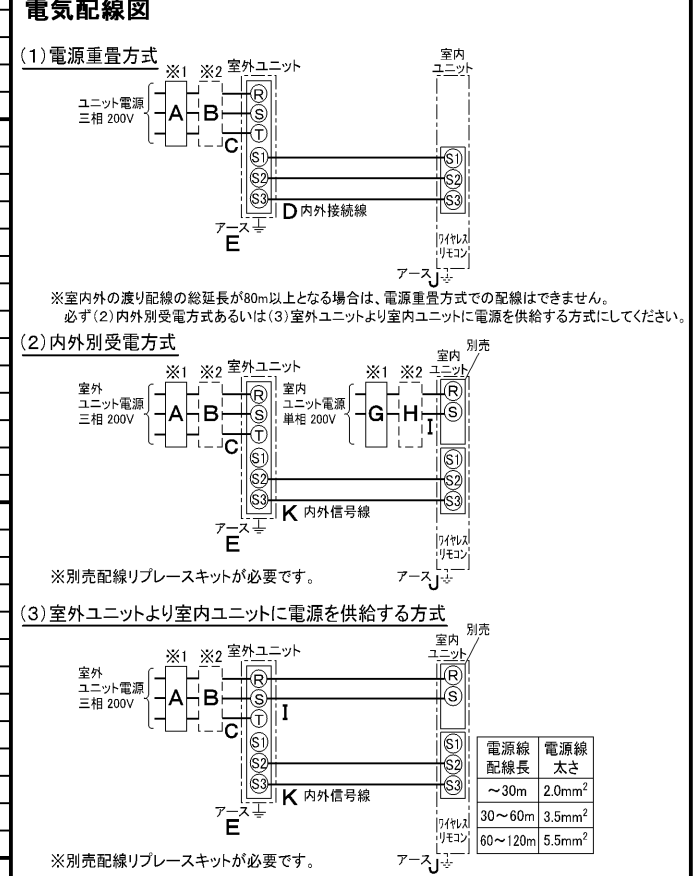 電気配線図
(1)電源重畳方式
※1 ※2 室外ユニット
室内
ユニット
ユニット電源
三相 200V
A B
C
R
S
T
S1 S1
S2 S2
S3 S3
D 内外接続線
アース
E
ワイヤレス
リモコン
アース J
※室内外の渡り配線の総延長が80m以上となる場合は、電源重畳方式での配線はできません。
必ず(2)内外別受電方式あるいは(3)室外ユニットより室内ユニットに電源を供給する方式にしてください。
(2)内外別受電方式
※1 ※2 室外ユニット
※1 ※2
室内
ユニット
別売
室外
ユニット電源
三相 200V
A B
C
R
S
T
室内
ユニット電源
単相 200V
G H
I
R
S
S1 S1
S2 S2
S3 S3
K 内外信号線
アース
E
ワイヤレス
リモコン
アース J
※別売配線リプレースキットが必要です。
(3)室外ユニットより室内ユニットに電源を供給する方式
※1 ※2 室外ユニット
室内
ユニット
別売
室外
ユニット電源
三相 200V
A B
C
R R
S S
T
I
S1 S1
S2 S2
S3 S3
K 内外信号線
アース
E
ワイヤレス
リモコン
アース J
※別売配線リプレースキットが必要です。
電源線 電源線
配線長 太さ
～30m 2.0mm²
30～60m 3.5mm²
60～120m 5.5mm²